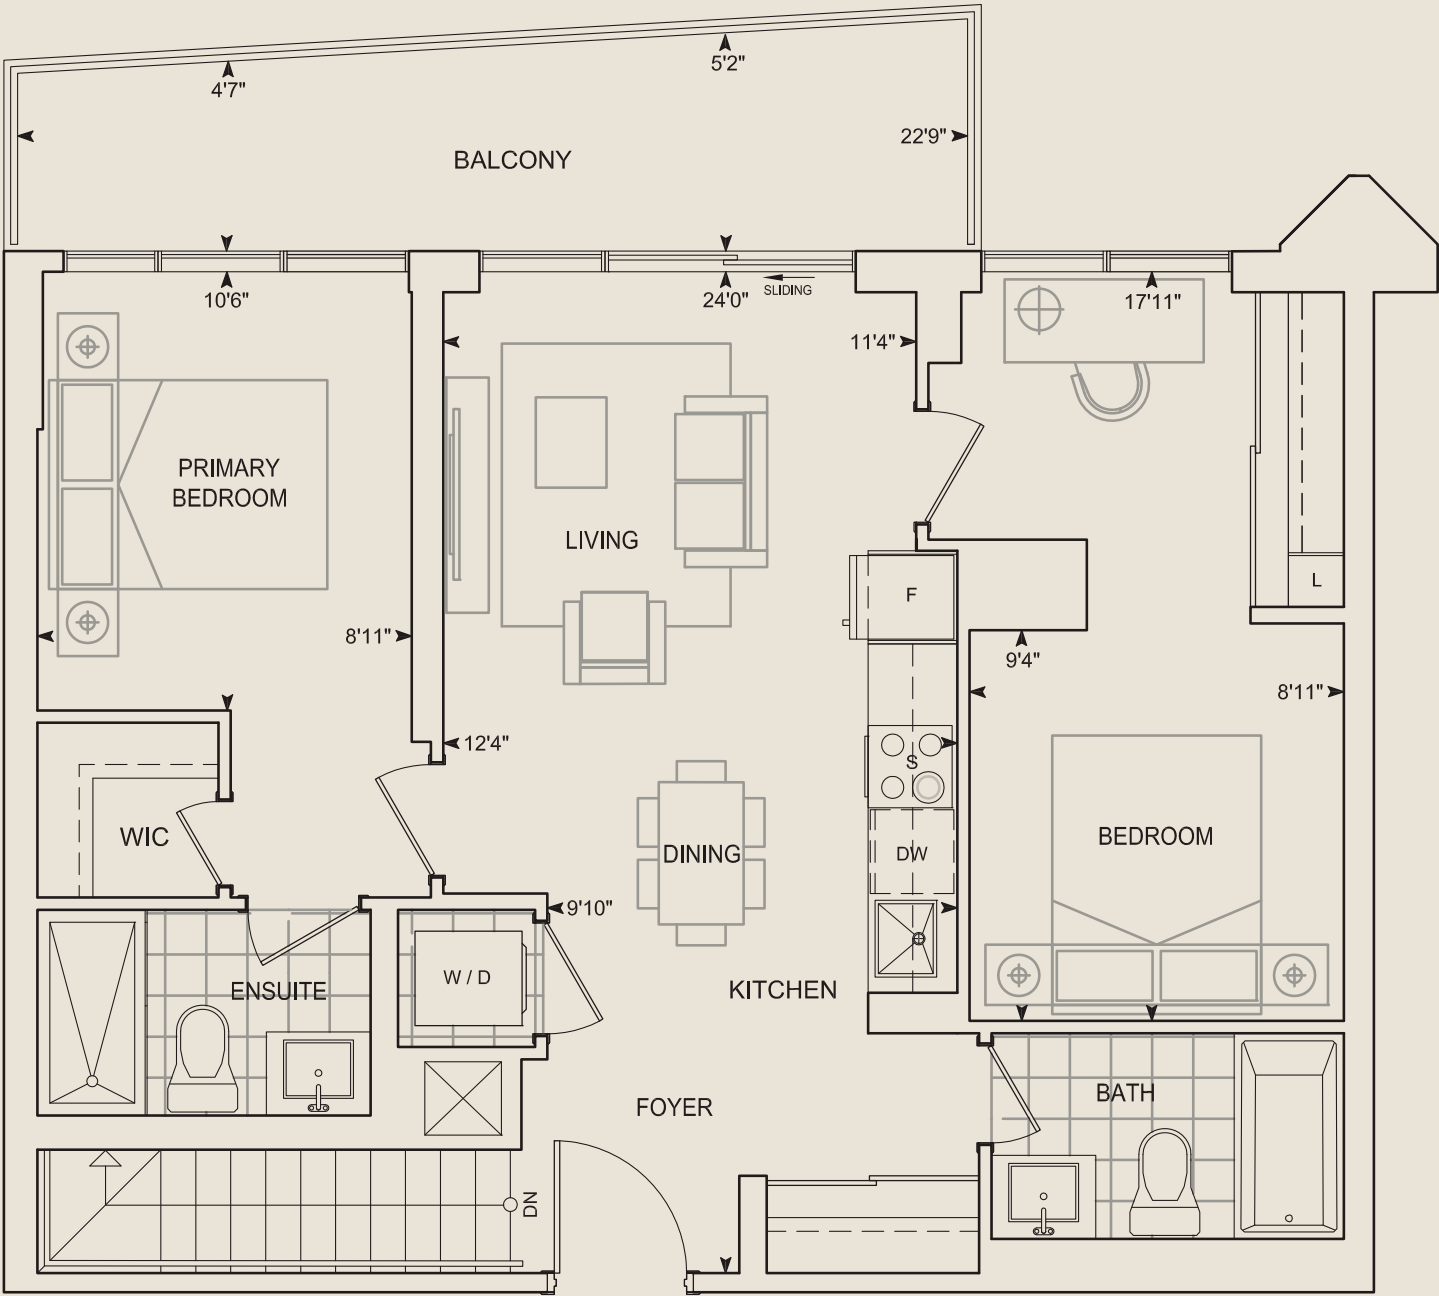 4'7"
5'2"
22'9"
BALCONY
10'6"
24'0"
SLIDING
17'11"
11'4"
PRIMARY
BEDROOM
LIVING
F
L
8'11"
9'4"
8'11"
12'4"
S
WIC
DINING
DW
BEDROOM
9'10"
W / D
ENSUITE
KITCHEN
FOYER
BATH
DN